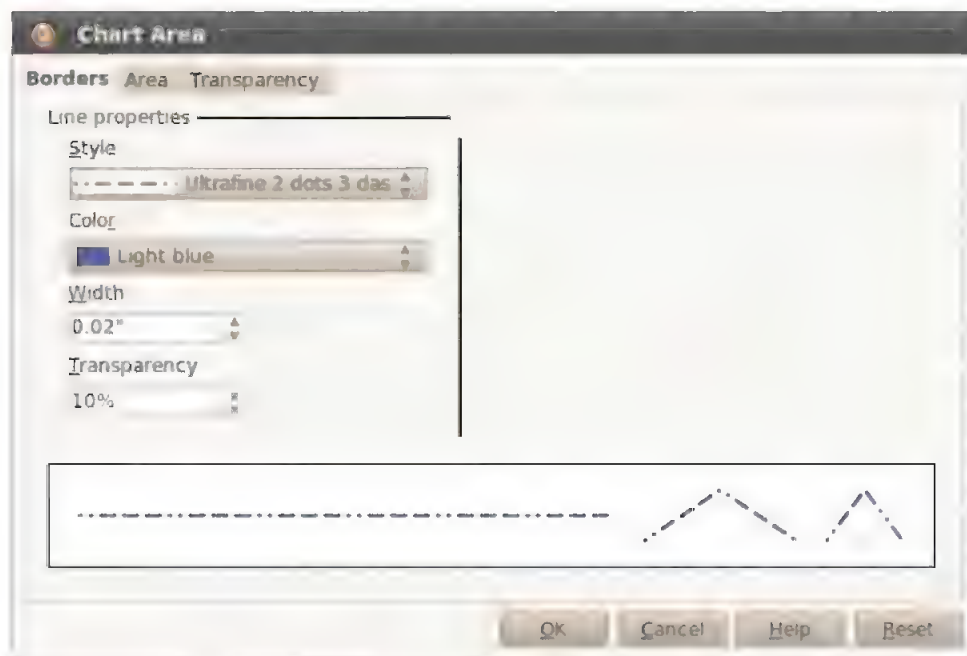 Chart Area
Borders Area Transparency
Line properties
Style
Ultrafine 2 dots 3 das
Color
Light blue
Width
0.02"
Transparency
10%
OK Cancel Help Reset